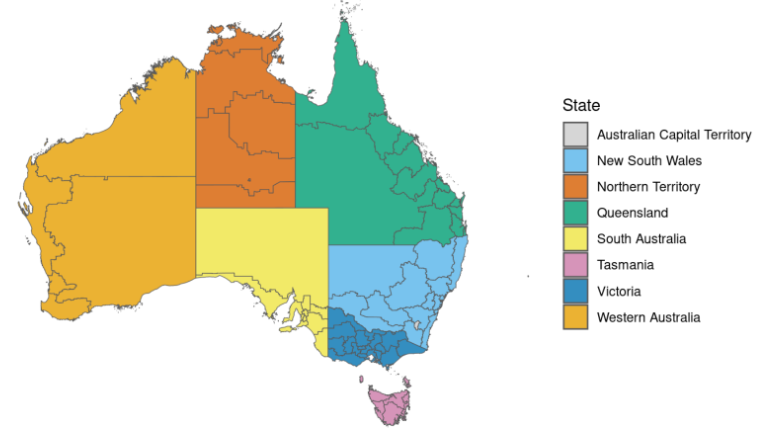 State
Australian Capital Territory
New South Wales
Northern Territory
Queensland
South Australia
Tasmania
Victoria
Western Australia